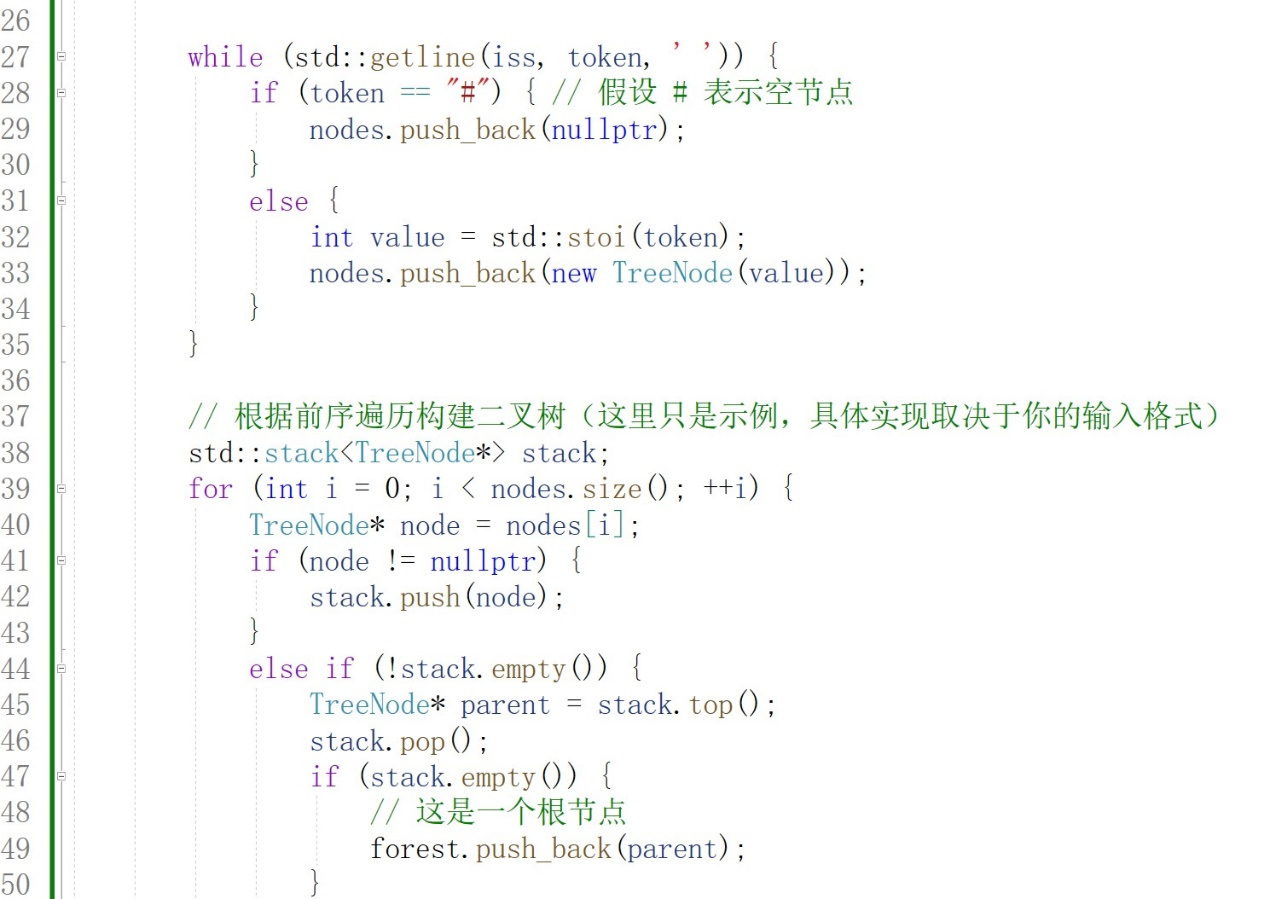 26
27 while (std::getline(iss, token, ' ')) {
28 if (token == "#") { // 假设 # 表示空节点
29 nodes.push_back(nullptr);
30 }
31 else {
32 int value = std::stoi(token);
33 nodes.push_back(new TreeNode(value));
34 }
35 }
36
37 // 根据前序遍历构建二叉树（这里只是示例，具体实现取决于你的输入格式）
38 std::stack<TreeNode*> stack;
39 for (int i = 0; i < nodes.size(); ++i) {
40 TreeNode* node = nodes[i];
41 if (node != nullptr) {
42 stack.push(node);
43 }
44 else if (!stack.empty()) {
45 TreeNode* parent = stack.top();
46 stack.pop();
47 if (stack.empty()) {
48 // 这是一个根节点
49 forest.push_back(parent);
50 }